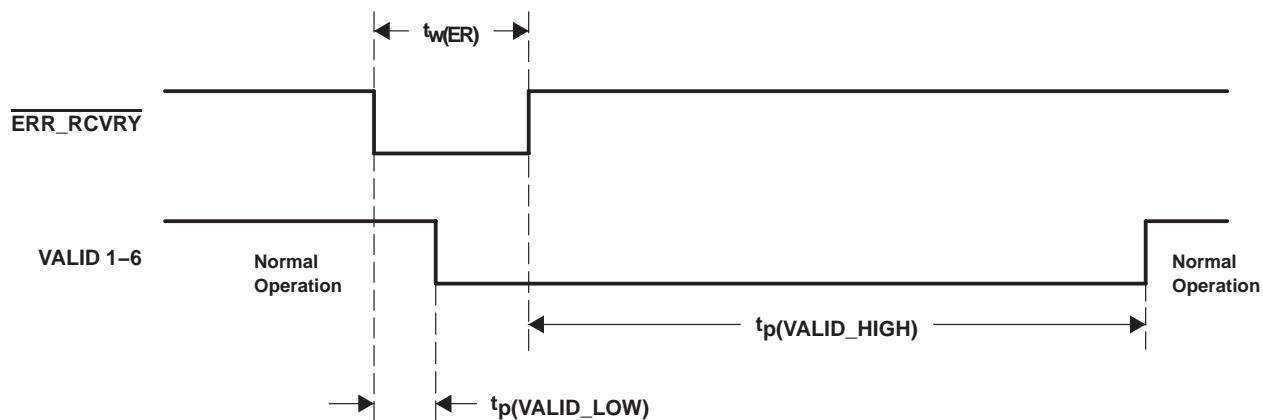 tw(ER)
ERR_RCVRY
VALID 1–6
Normal
Operation
Normal
Operation
tp(VALID_HIGH)
tp(VALID_LOW)